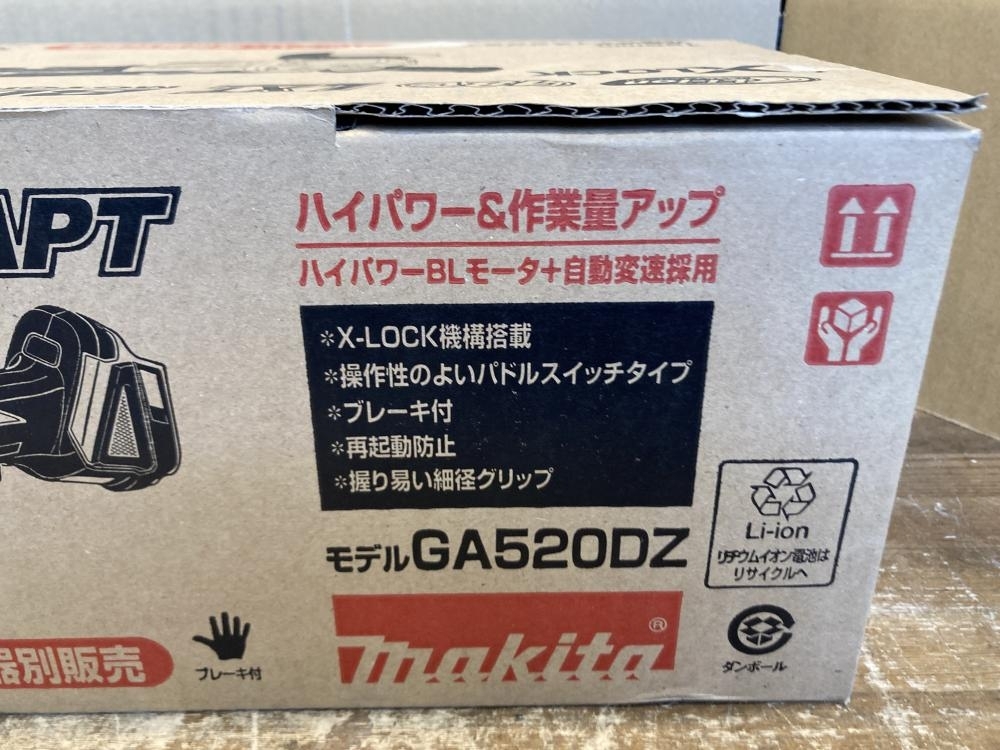 X-LOCK
APT
ハイパワー&作業量アップ
ハイパワーBLモータ+自動変速採用
※X-LOCK機構搭載
※操作性のよいパドルスイッチタイプ
※ブレーキ付
※再起動防止
※握り易い細径グリップ
モデルGA520DZ
Li-ion
リチウムイオン電池は
リサイクルへ
器別販売
ブレーキ付
makita®
ダンボール